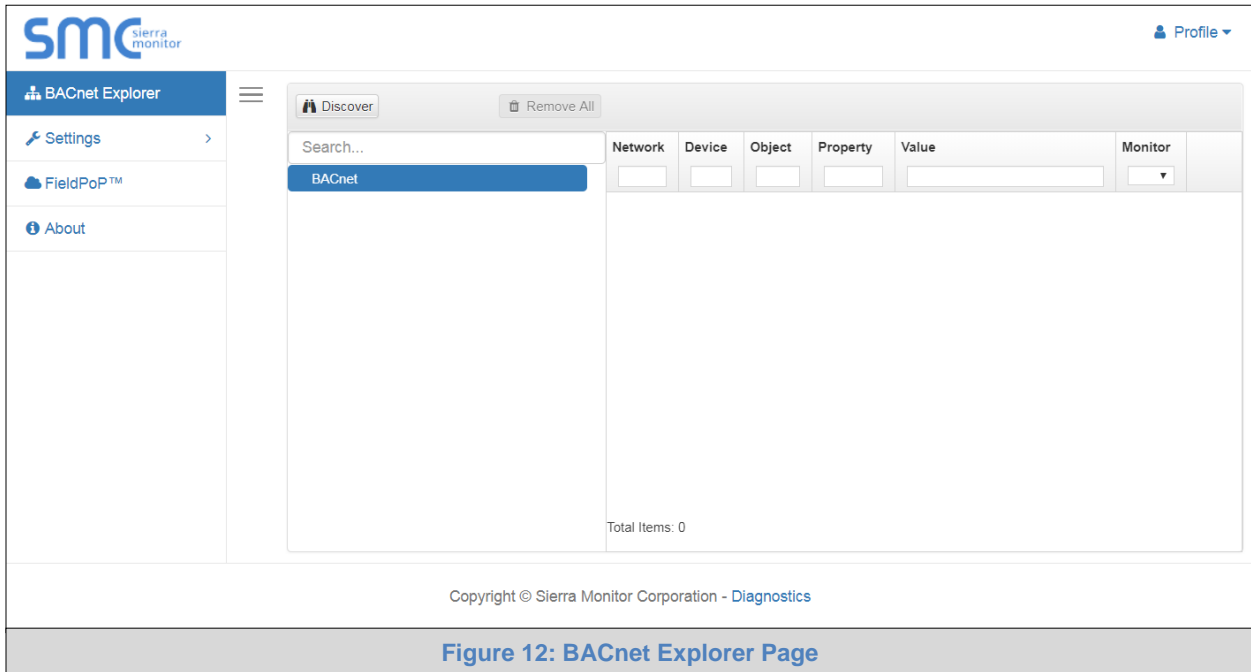 SMC sierra monitor
Profile
BACnet Explorer
Settings
FieldPoP™
About
Discover
Remove All
Search...
BACnet
Network Device Object Property Value Monitor
Total Items: 0
Copyright © Sierra Monitor Corporation - Diagnostics
Figure 12: BACnet Explorer Page